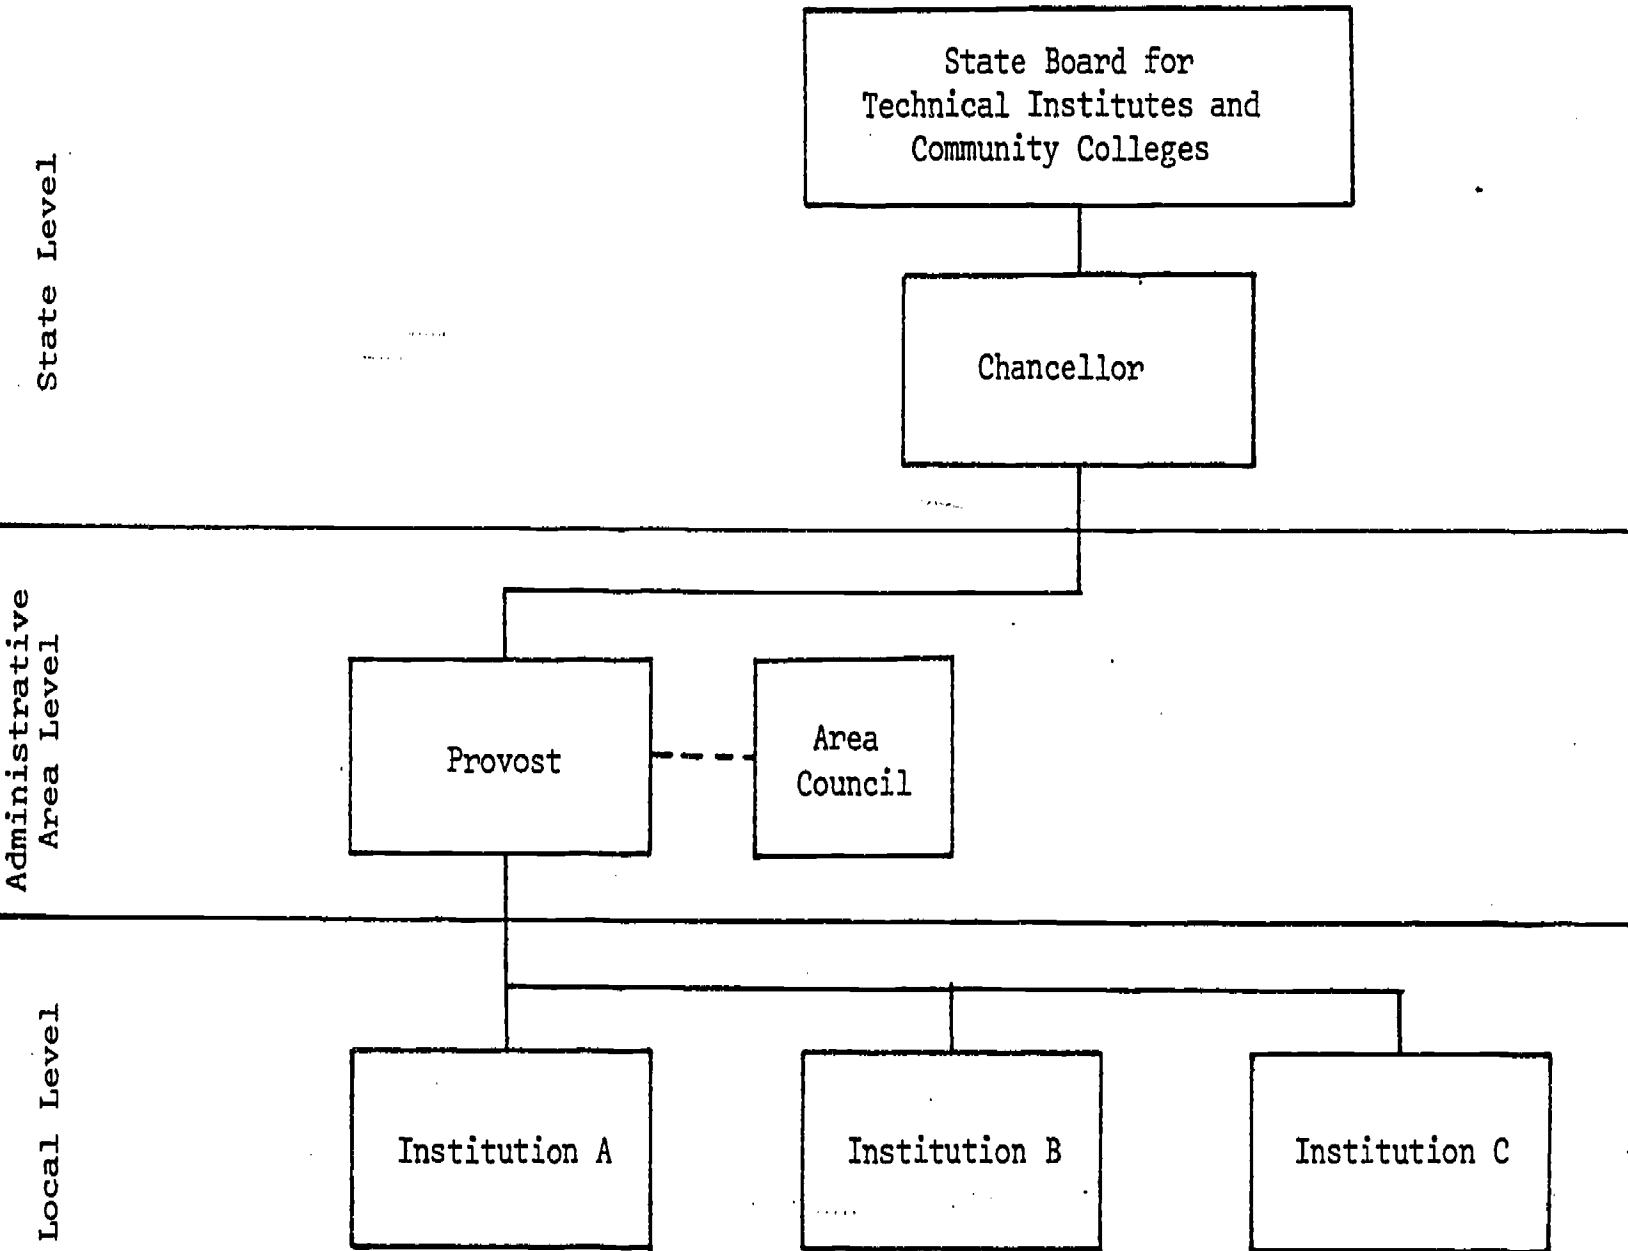 State Level
State Board for
Technical Institutes and
Community Colleges
Chancellor
Administrative
Area Level
Provost
Area
Council
Local Level
Institution A
Institution B
Institution C